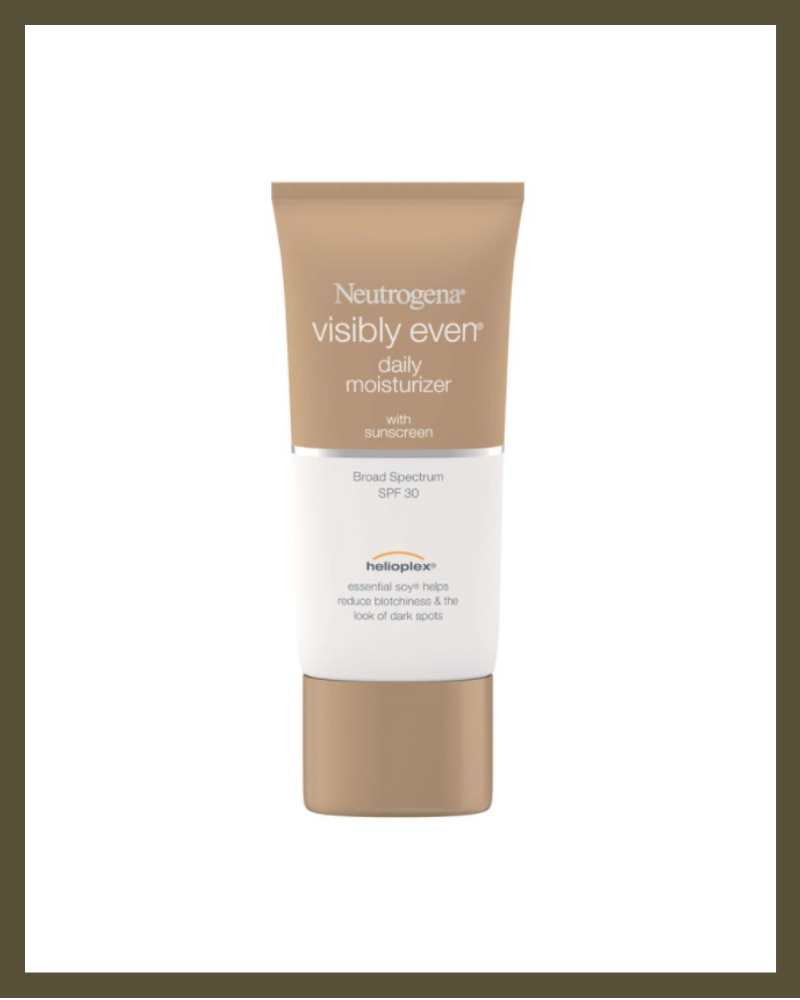 Neutrogena®
visibly even®
daily
moisturizer
with
sunscreen
Broad Spectrum
SPF 30
helioplex®
essential soy® helps
reduce blotchiness & the
look of dark spots